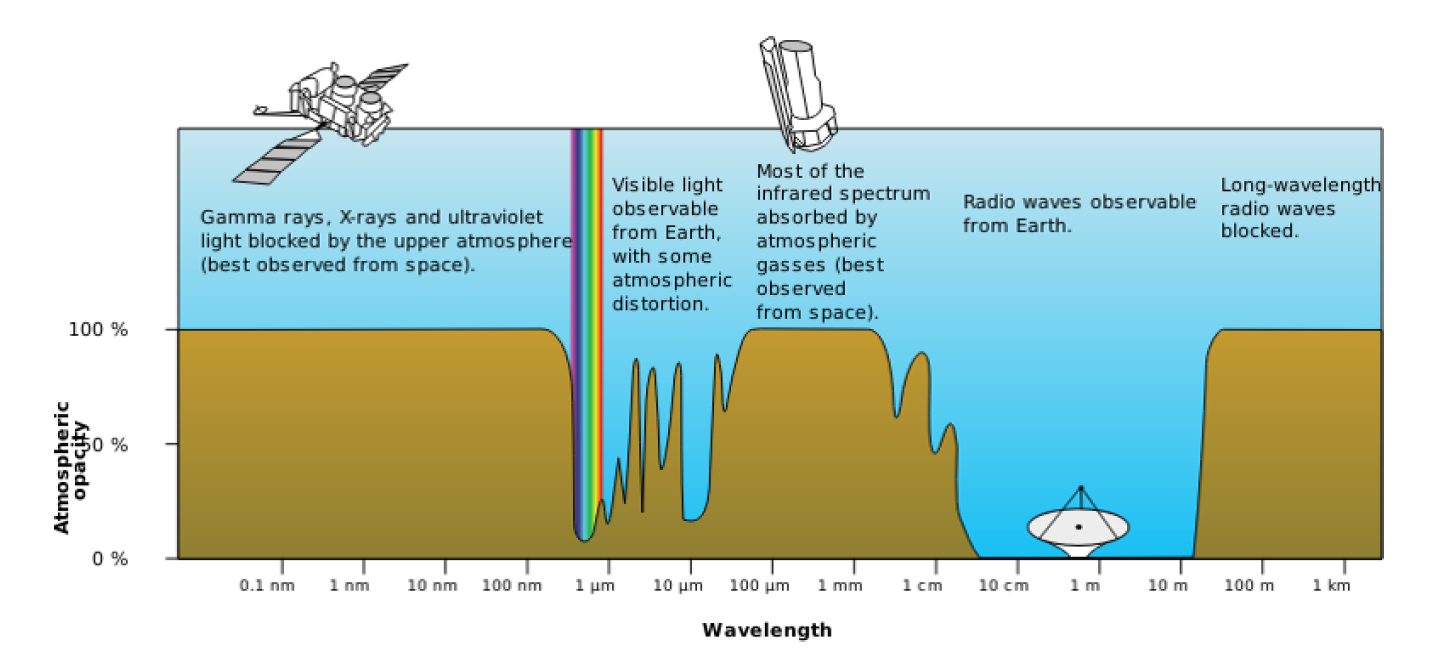 Gamma rays, X-rays and ultraviolet
light blocked by the upper atmosphere
(best observed from space).
Visible light
observable
from Earth,
with some
atmospheric
distortion.
Most of the
infrared spectrum
absorbed by
atmospheric
gasses (best
observed
from space).
Radio waves observable
from Earth.
Long-wavelength
radio waves
blocked.
Atmospheric
opacity
100 %
50 %
0 %
0.1 nm 1 nm 10 nm 100 nm 1 µm 10 µm 100 µm 1 mm 1 cm 10 cm 1 m 10 m 100 m 1 km
Wavelength